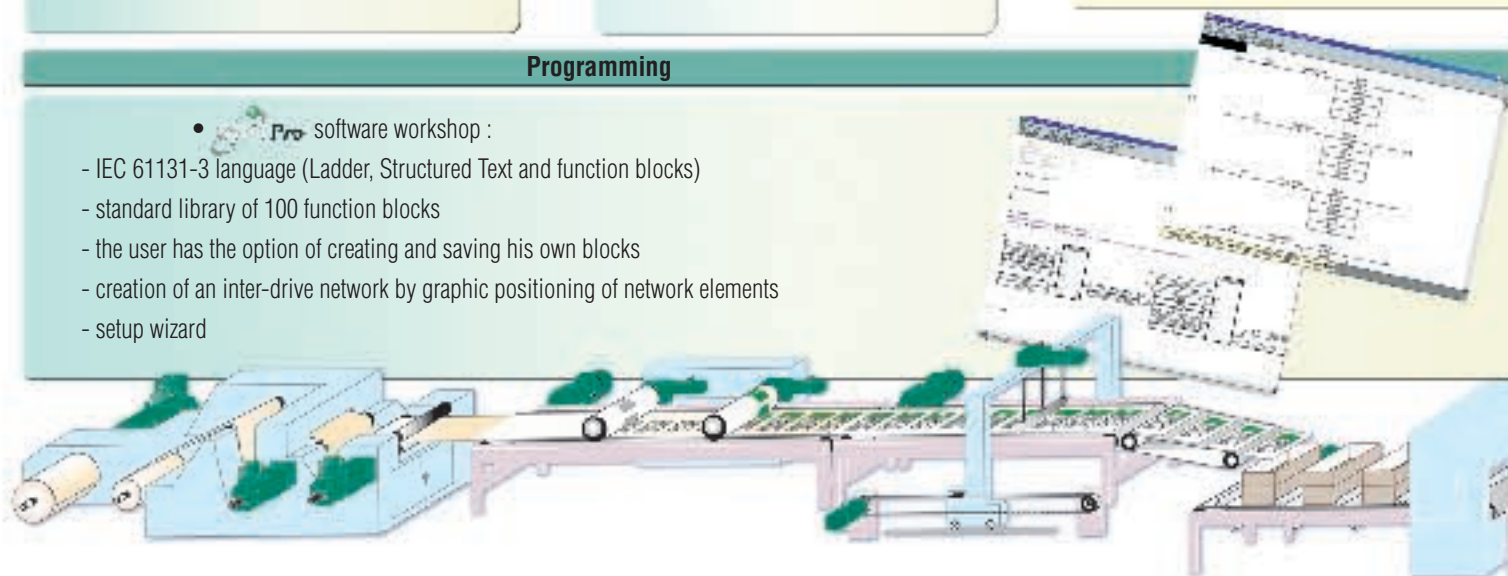 Programming
• Pro software workshop :
- IEC 61131-3 language (Ladder, Structured Text and function blocks)
- standard library of 100 function blocks
- the user has the option of creating and saving his own blocks
- creation of an inter-drive network by graphic positioning of network elements
- setup wizard